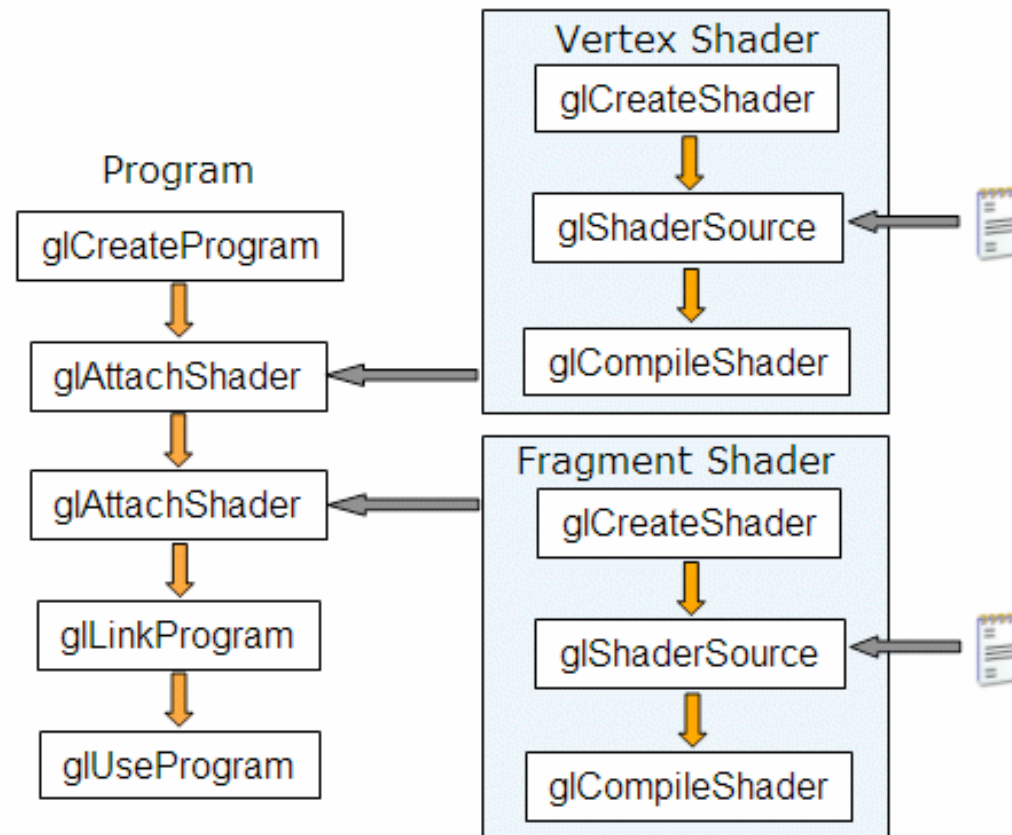 Program
glCreateProgram
glAttachShader
glAttachShader
glLinkProgram
glUseProgram
Vertex Shader
glCreateShader
glShaderSource
glCompileShader
Fragment Shader
glCreateShader
glShaderSource
glCompileShader